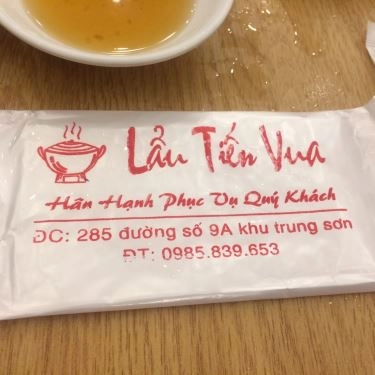 Lẩu Tiến Vua
Hân Hạnh Phục Vụ Quý Khách
ĐC: 285 đường số 9A khu trung sơn
ĐT: 0985.839.653